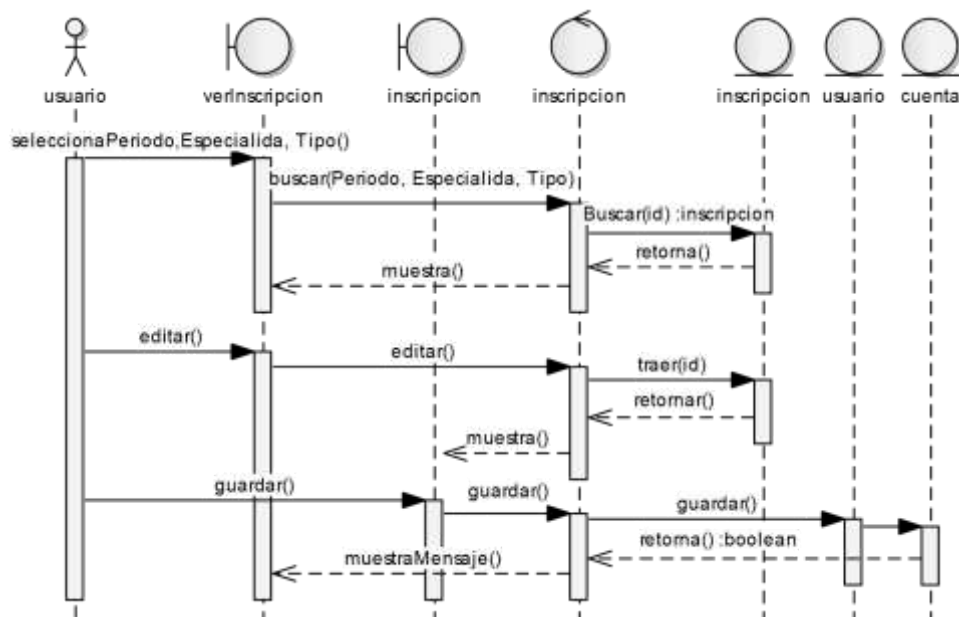 usuario
verInscripcion
inscripcion
inscripcion
inscripcion
usuario
cuenta
seleccionaPeriodo,Especialida, Tipo()
buscar(Periodo, Especialida, Tipo)
Buscar(id) :inscripcion
retorna()
muestra()
editar()
editar()
traer(id)
retornar()
muestra()
guardar()
guardar()
guardar()
retorna() :boolean
muestraMensaje()